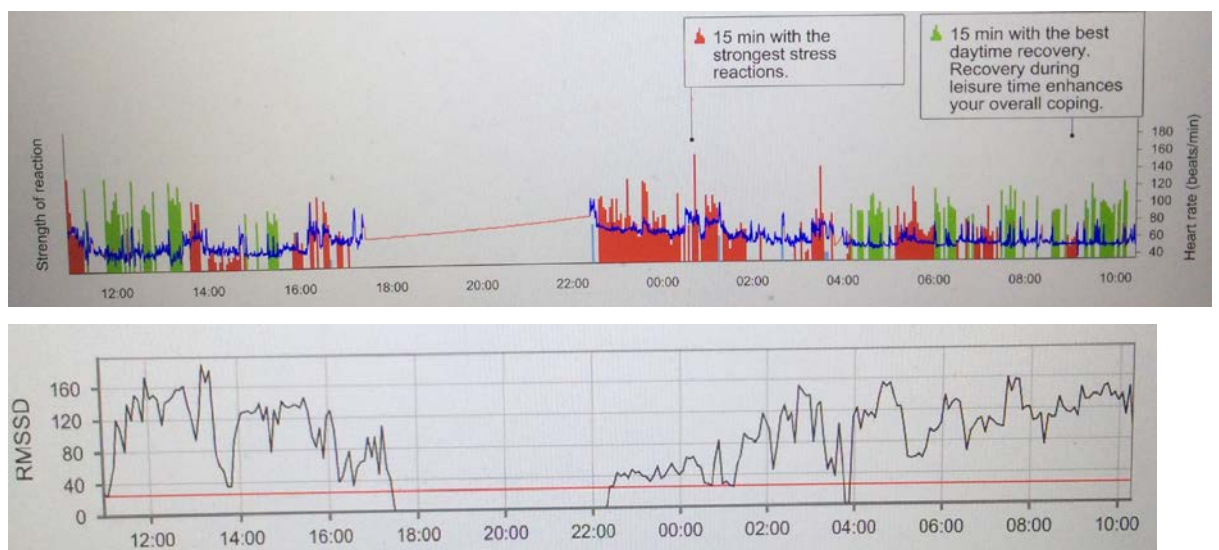 15 min with the
strongest stress
reactions.
15 min with the best
daytime recovery.
Recovery during
leisure time enhances
your overall coping.
Strength of reaction
180
160
140
120
100
80
60
40
Heart rate (beats/min)
12:00 14:00 16:00 18:00 20:00 22:00 00:00 02:00 04:00 06:00 08:00 10:00
RMSSD
160
120
80
40
0
12:00 14:00 16:00 18:00 20:00 22:00 00:00 02:00 04:00 06:00 08:00 10:00